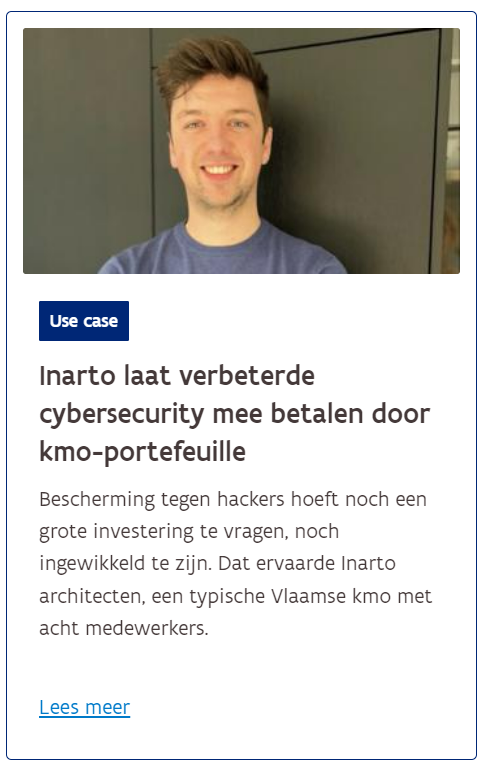 Use case
Inarto laat verbeterde
cybersecurity mee betalen door
kmo-portefeuille
Bescherming tegen hackers hoeft noch een
grote investering te vragen, noch
ingewikkeld te zijn. Dat ervaarde Inarto
architecten, een typische Vlaamse kmo met
acht medewerkers.
Lees meer